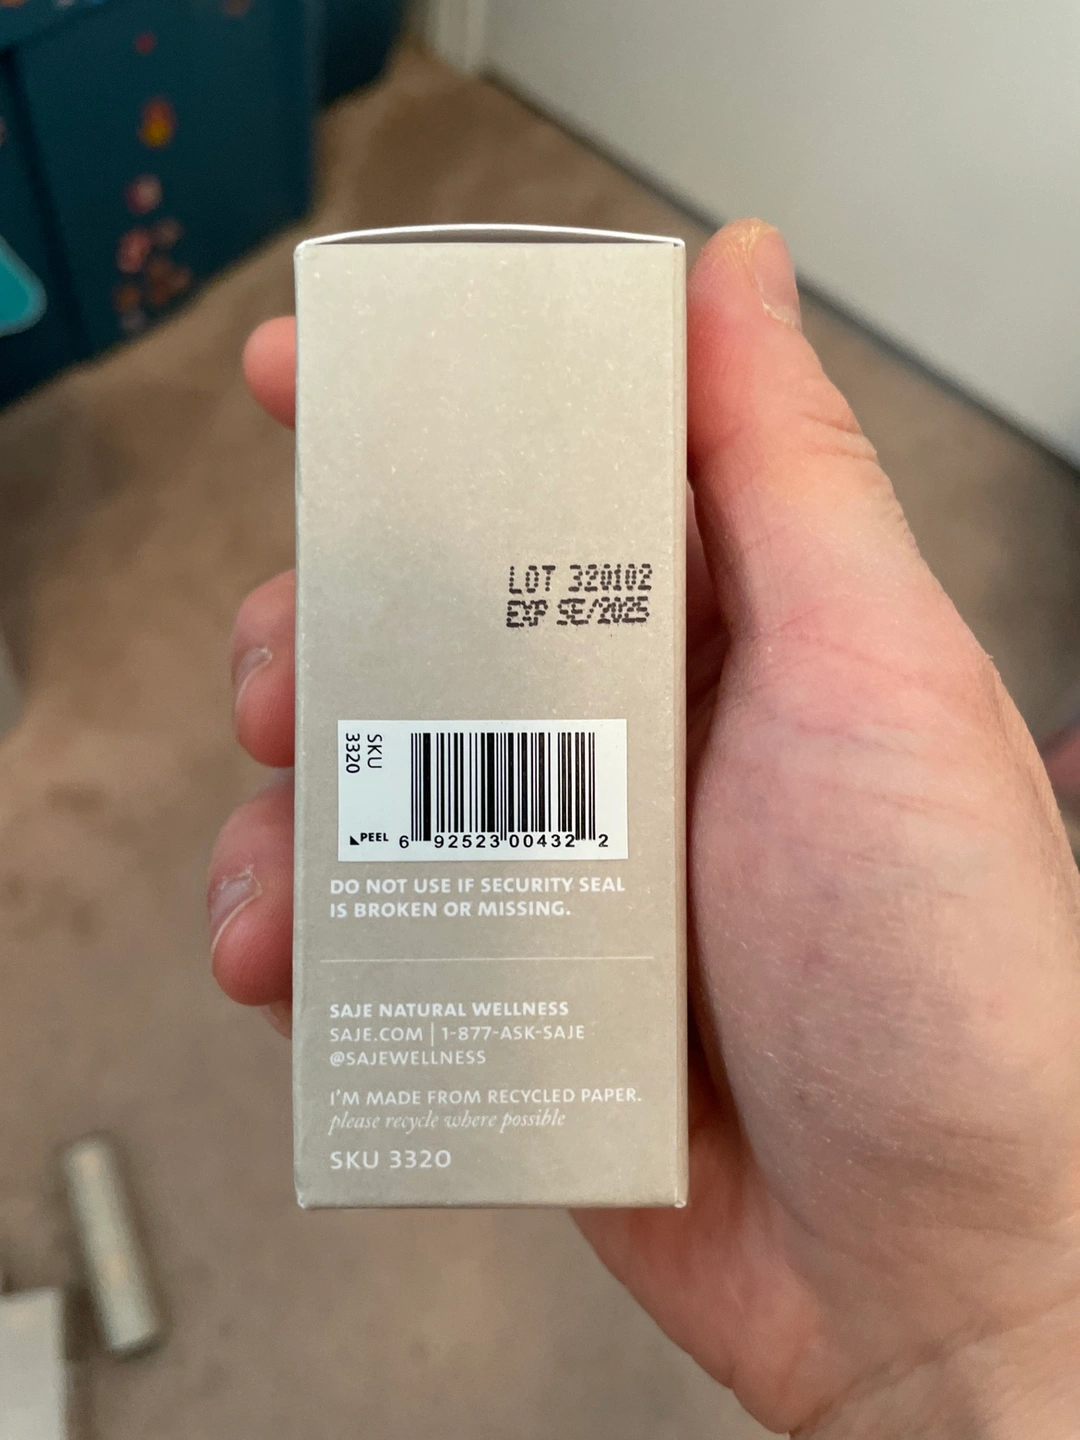 LOT 320102
EXP SE/2025
SKU
3320
PEEL
6 92523 00432 2
DO NOT USE IF SECURITY SEAL
IS BROKEN OR MISSING.
SAJE NATURAL WELLNESS
SAJE.COM | 1-877-ASK-SAJE
@SAJEWELLNESS
I'M MADE FROM RECYCLED PAPER.
please recycle where possible
SKU 3320